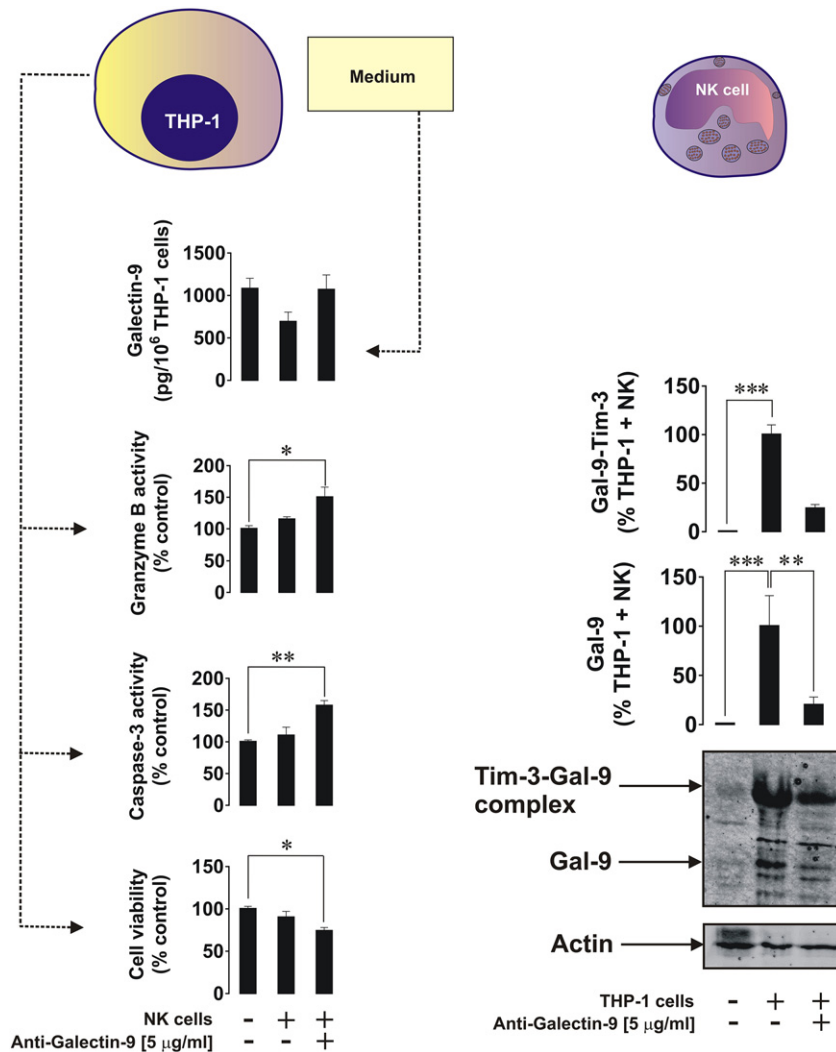 THP-1
Medium
NK cell
Galectin-9
(pg/10⁶ THP-1 cells)
1500
1000
500
0
Granzyme B activity
(% control)
200
150
100
50
0
*
Caspase-3 activity
(% control)
200
150
100
50
0
**
Cell viability
(% control)
150
100
50
0
*
NK cells - + +
Anti-Galectin-9 [5 µg/ml] - - +
Gal-9-Tim-3
(% THP-1 + NK)
150
100
50
0
***
Gal-9
(% THP-1 + NK)
150
100
50
0
*** **
Tim-3-Gal-9
complex
Gal-9
Actin
THP-1 cells - + +
Anti-Galectin-9 [5 µg/ml] - - +